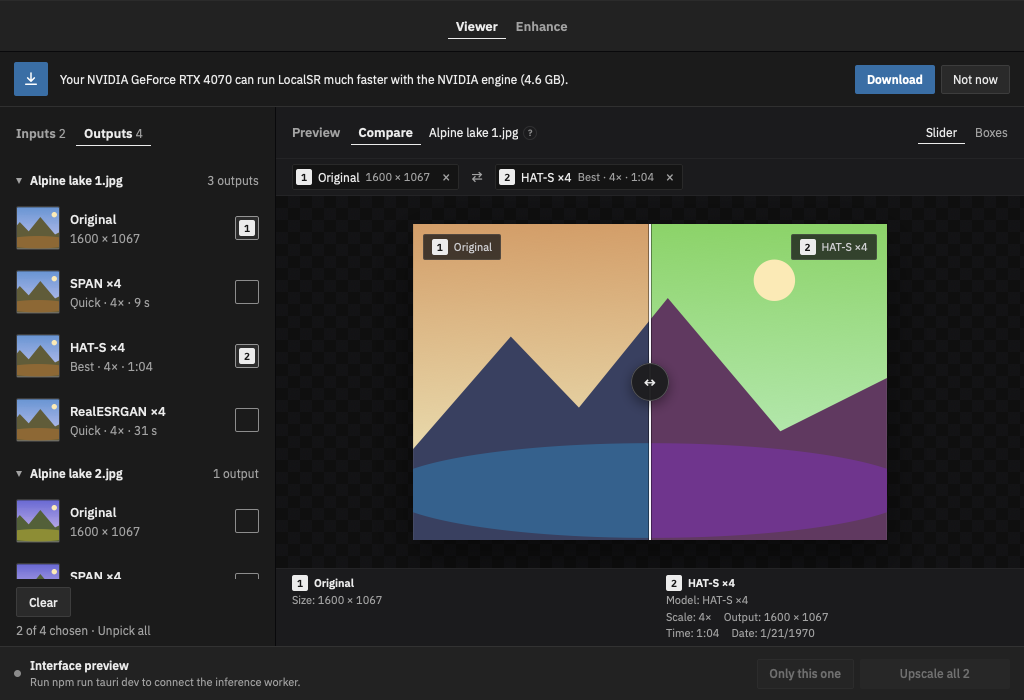 Viewer Enhance
Your NVIDIA GeForce RTX 4070 can run LocalSR much faster with the NVIDIA engine (4.6 GB).
Download Not now
Inputs 2 Outputs 4
Alpine lake 1.jpg 3 outputs
Original
1600 × 1067
1
SPAN ×4
Quick · 4× · 9 s
HAT-S ×4
Best · 4× · 1:04
2
RealESRGAN ×4
Quick · 4× · 31 s
Alpine lake 2.jpg 1 output
Original
1600 × 1067
SPAN ×4
Clear
2 of 4 chosen · Unpick all
Preview Compare Alpine lake 1.jpg ?
Slider Boxes
1 Original 1600 × 1067 ×
2 HAT-S ×4 Best · 4× · 1:04 ×
1 Original
2 HAT-S ×4
1 Original
Size: 1600 × 1067
2 HAT-S ×4
Model: HAT-S ×4
Scale: 4× Output: 1600 × 1067
Time: 1:04 Date: 1/21/1970
Interface preview
Run npm run tauri dev to connect the inference worker.
Only this one Upscale all 2